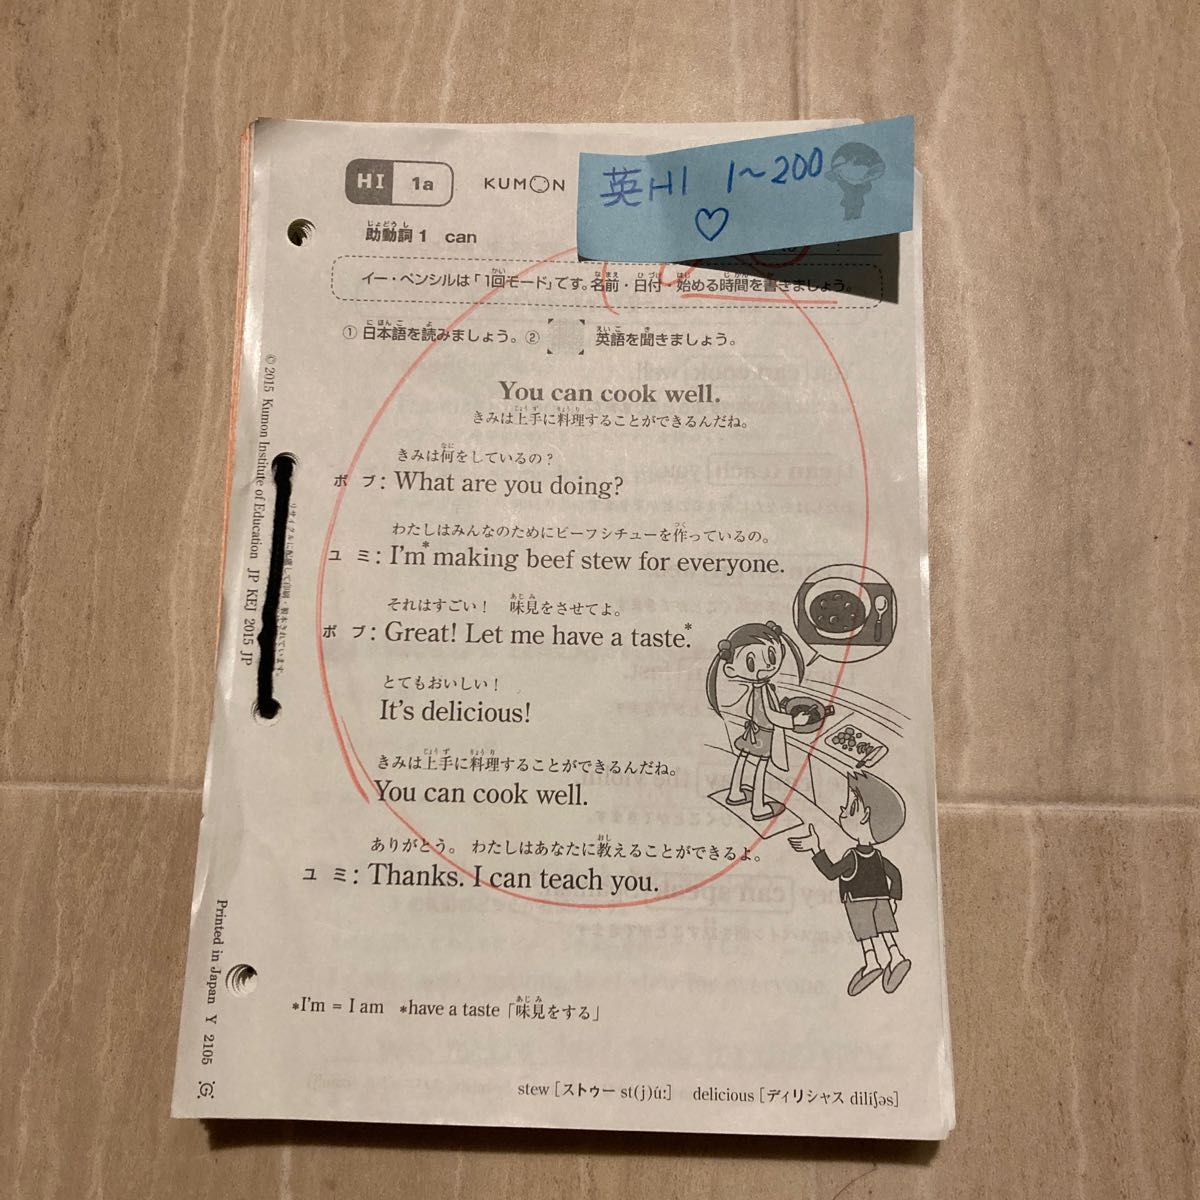 英HI 1〜200
♡
HI 1a KUMON
助動詞1 can
イー・ペンシルは「1回モード」です。名前・日付・始める時間を書きましょう。
①日本語を読みましょう。② 英語を聞きましょう。
You can cook well.
きみは上手に料理することができるんだね。
きみは何をしているの?
ボブ: What are you doing?
わたしはみんなのためにビーフシチューを作っているの。
ユミ: I'm* making beef stew for everyone.
それはすごい! 味見をさせてよ。
ボブ: Great! Let me have a taste*.
とてもおいしい!
It's delicious!
きみは上手に料理することができるんだね。
You can cook well.
ありがとう。 わたしはあなたに教えることができるよ。
ユミ: Thanks. I can teach you.
*I'm = I am *have a taste「味見をする」
stew [ストゥー st(j)úː] delicious [ディリシャス dilíʃəs]
© 2015 Kumon Institute of Education JP KEJ 2015 JP
Printed in Japan Y 2105 G